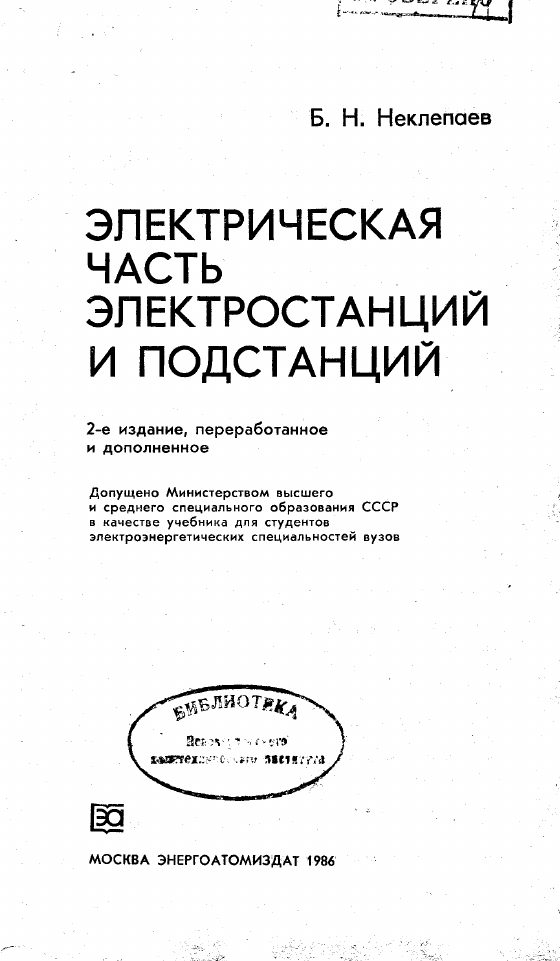 Б. Н. Неклепаев
ЭЛЕКТРИЧЕСКАЯ
ЧАСТЬ
ЭЛЕКТРОСТАНЦИЙ
И ПОДСТАНЦИЙ
2-е издание, переработанное
и дополненное
Допущено Министерством высшего
и среднего специального образования СССР
в качестве учебника для студентов
электроэнергетических специальностей вузов
БИБЛИОТЕКА
института
МОСКВА ЭНЕРГОАТОМИЗДАТ 1986